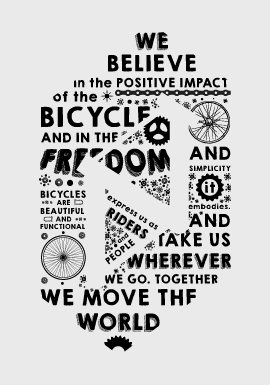 WE
BELIEVE
in the POSITIVE IMPACT
of the
BICYCLE
AND IN THE
FREEDOM
AND
SIMPLICITY
it
embodies.
BICYCLES
ARE
BEAUTIFUL
AND
FUNCTIONAL
express us as
RIDERS
and
PEOPLE
AND
TAKE US
WHEREVER
WE GO. TOGETHER
WE MOVE THE
WORLD